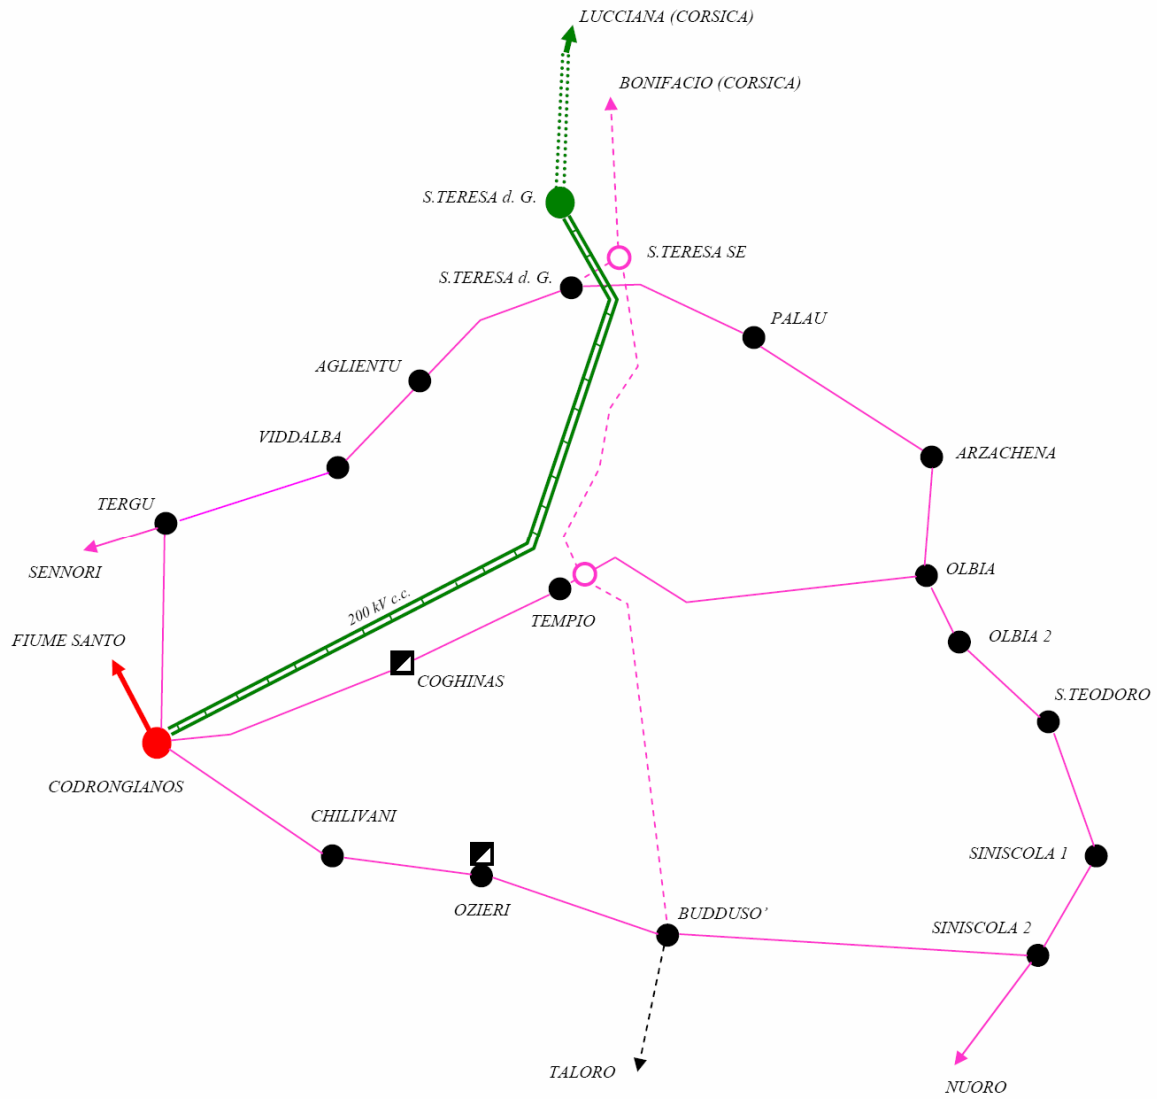 LUCCIANA (CORSICA)
BONIFACIO (CORSICA)
S.TERESA d. G.
S.TERESA SE
S.TERESA d. G.
PALAU
AGLIENTU
VIDDALBA
ARZACHENA
TERGU
SENNORI
OLBIA
200 kV c.c.
TEMPIO
FIUME SANTO
OLBIA 2
COGHINAS
S.TEODORO
CODRONGIANOS
CHILIVANI
SINISCOLA 1
OZIERI
BUDDUSO'
SINISCOLA 2
TALORO
NUORO